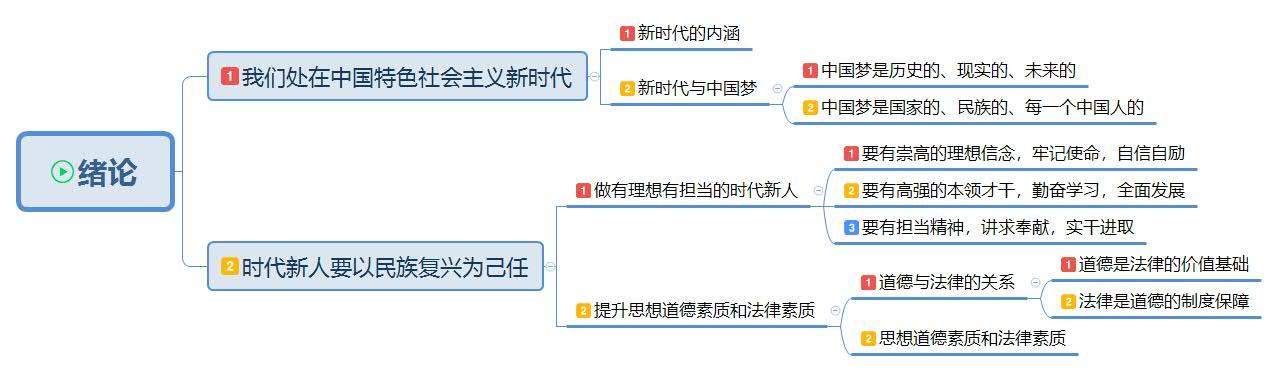 绪论
1 我们处在中国特色社会主义新时代
1 新时代的内涵
2 新时代与中国梦
1 中国梦是历史的、现实的、未来的
2 中国梦是国家的、民族的、每一个中国人的
2 时代新人要以民族复兴为己任
1 做有理想有担当的时代新人
1 要有崇高的理想信念，牢记使命，自信自励
2 要有高强的本领才干，勤奋学习，全面发展
3 要有担当精神，讲求奉献，实干进取
2 提升思想道德素质和法律素质
1 道德与法律的关系
1 道德是法律的价值基础
2 法律是道德的制度保障
2 思想道德素质和法律素质